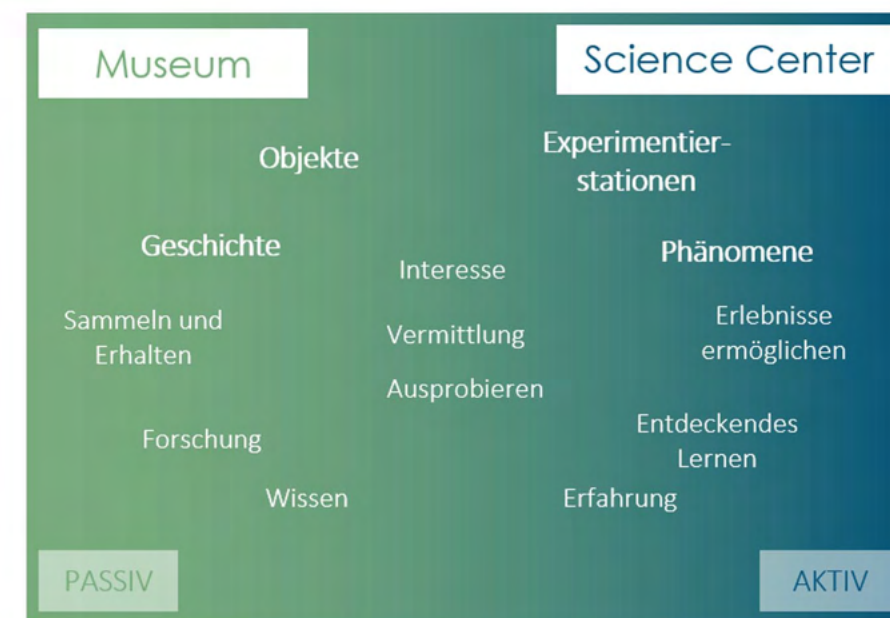 Museum
Science Center
Objekte
Experimentier-
stationen
Geschichte
Phänomene
Interesse
Sammeln und
Erhalten
Vermittlung
Erlebnisse
ermöglichen
Ausprobieren
Forschung
Entdeckendes
Lernen
Wissen
Erfahrung
PASSIV
AKTIV